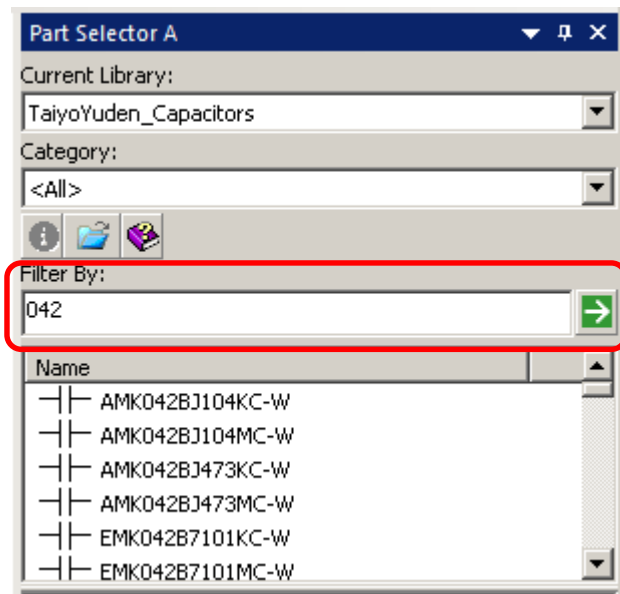 Part Selector A
Current Library:
TaiyoYuden_Capacitors
Category:
<All>
Filter By:
042
Name
AMK042BJ104KC-W
AMK042BJ104MC-W
AMK042BJ473KC-W
AMK042BJ473MC-W
EMK042B7101KC-W
EMK042B7101MC-W